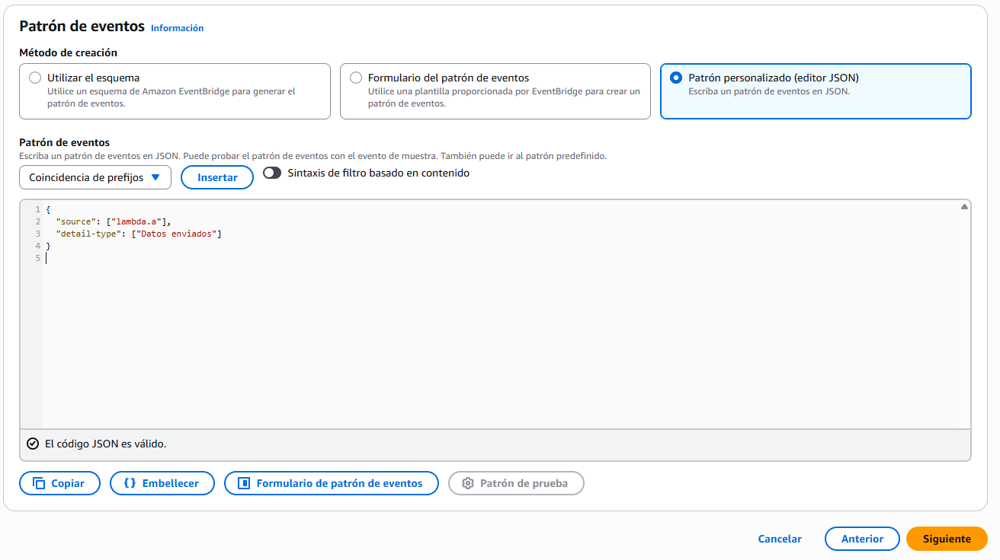 Patrón de eventos Información
Método de creación
Utilizar el esquema
Utilice un esquema de Amazon EventBridge para generar el
patrón de eventos.
Formulario del patrón de eventos
Utilice una plantilla proporcionada por EventBridge para crear un
patrón de eventos.
Patrón personalizado (editor JSON)
Escriba un patrón de eventos en JSON.
Patrón de eventos
Escriba un patrón de eventos en JSON. Puede probar el patrón de eventos con el evento de muestra. También puede ir al patrón predefinido.
Coincidencia de prefijos Insertar Sintaxis de filtro basado en contenido
1 {
2 "source": ["lambda.a"],
3 "detail-type": ["Datos enviados"]
4 }
5
El código JSON es válido.
Copiar {} Embellecer Formulario de patrón de eventos Patrón de prueba
Cancelar Anterior Siguiente